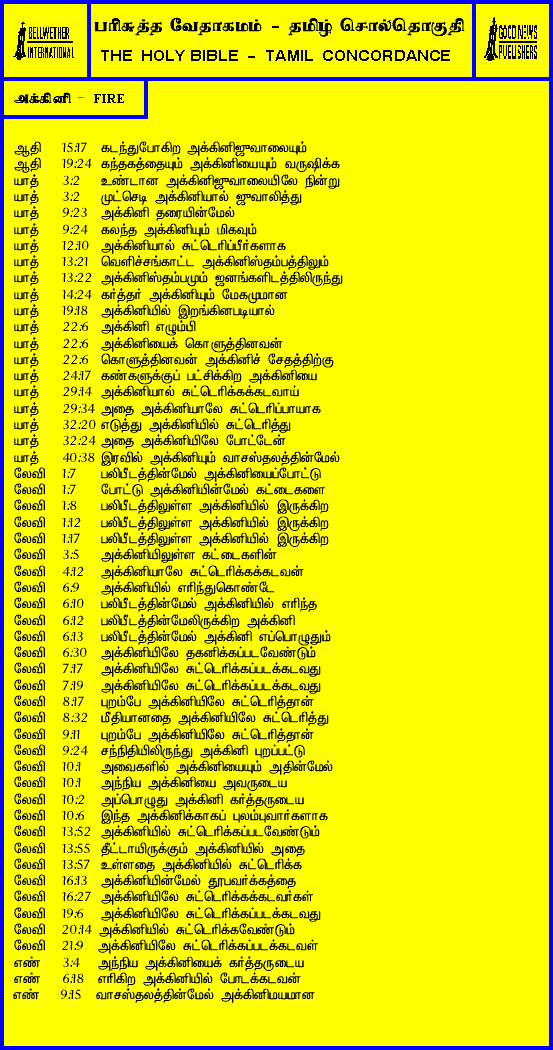 BELLWETHER
INTERNATIONAL
பரிசுத்த வேதாகமம் - தமிழ் சொல்தொகுதி
THE HOLY BIBLE - TAMIL CONCORDANCE
GOOD NEWS
PUBLISHERS
அக்கினி - FIRE
ஆதி 15:17 கடந்துபோகிற அக்கினிஜுவாலையும்
ஆதி 19:24 கந்தகத்தையும் அக்கினியையும் வருஷிக்க
யாத் 3:2 உண்டான அக்கினிஜுவாலையிலே நின்று
யாத் 3:2 முட்செடி அக்கினியால் ஜுவாலித்து
யாத் 9:23 அக்கினி தரையின்மேல்
யாத் 9:24 கலந்த அக்கினியும் மிகவும்
யாத் 12:10 அக்கினியால் சுட்டெரிப்பீர்களாக
யாத் 13:21 வெளிச்சங்காட்ட அக்கினிஸ்தம்பத்திலும்
யாத் 13:22 அக்கினிஸ்தம்பமும் ஜனங்களிடத்திலிருந்து
யாத் 14:24 கர்த்தர் அக்கினியும் மேகமுமான
யாத் 19:18 அக்கினியில் இறங்கினபடியால்
யாத் 22:6 அக்கினி எழும்பி
யாத் 22:6 அக்கினியைக் கொளுத்தினவன்
யாத் 22:6 கொளுத்தினவன் அக்கினிச் சேதத்திற்கு
யாத் 24:17 கண்களுக்குப் பட்சிக்கிற அக்கினியை
யாத் 29:14 அக்கினியால் சுட்டெரிக்கக்கடவாய்
யாத் 29:34 அதை அக்கினியாலே சுட்டெரிப்பாயாக
யாத் 32:20 எடுத்து அக்கினியில் சுட்டெரித்து
யாத் 32:24 அதை அக்கினியிலே போட்டேன்
யாத் 40:38 இரவில் அக்கினியும் வாசஸ்தலத்தின்மேல்
லேவி 1:7 பலிபீடத்தின்மேல் அக்கினியைப்போட்டு
லேவி 1:7 போட்டு அக்கினியின்மேல் கட்டைகளை
லேவி 1:8 பலிபீடத்திலுள்ள அக்கினியில் இருக்கிற
லேவி 1:12 பலிபீடத்திலுள்ள அக்கினியில் இருக்கிற
லேவி 1:17 பலிபீடத்திலுள்ள அக்கினியில் இருக்கிற
லேவி 3:5 அக்கினியிலுள்ள கட்டைகளின்
லேவி 4:12 அக்கினியாலே சுட்டெரிக்கக்கடவன்
லேவி 6:9 அக்கினியில் எரிந்துகொண்டே
லேவி 6:10 பலிபீடத்தின்மேல் அக்கினியில் எரிந்த
லேவி 6:12 பலிபீடத்தின்மேலிருக்கிற அக்கினி
லேவி 6:13 பலிபீடத்தின்மேல் அக்கினி எப்பொழுதும்
லேவி 6:30 அக்கினியிலே தகனிக்கப்படவேண்டும்
லேவி 7:17 அக்கினியிலே சுட்டெரிக்கப்படக்கடவது
லேவி 7:19 அக்கினியிலே சுட்டெரிக்கப்படக்கடவது
லேவி 8:17 புறம்பே அக்கினியிலே சுட்டெரித்தான்
லேவி 8:32 மீதியானதை அக்கினியிலே சுட்டெரித்து
லேவி 9:11 புறம்பே அக்கினியிலே சுட்டெரித்தான்
லேவி 9:24 சந்நிதியிலிருந்து அக்கினி புறப்பட்டு
லேவி 10:1 அவைகளில் அக்கினியையும் அதின்மேல்
லேவி 10:1 அந்நிய அக்கினியை அவருடைய
லேவி 10:2 அப்பொழுது அக்கினி கர்த்தருடைய
லேவி 10:6 இந்த அக்கினிக்காகப் புலம்புவார்களாக
லேவி 13:52 அக்கினியில் சுட்டெரிக்கப்படவேண்டும்
லேவி 13:55 தீட்டாயிருக்கும் அக்கினியில் அதை
லேவி 13:57 உள்ளதை அக்கினியில் சுட்டெரிக்க
லேவி 16:13 அக்கினியின்மேல் தூபவர்க்கத்தை
லேவி 16:27 அக்கினியிலே சுட்டெரிக்கக்கடவர்கள்
லேவி 19:6 அக்கினியிலே சுட்டெரிக்கப்படக்கடவது
லேவி 20:14 அக்கினியில் சுட்டெரிக்கவேண்டும்
லேவி 21:9 அக்கினியிலே சுட்டெரிக்கப்படக்கடவள்
எண் 3:4 அந்நிய அக்கினியைக் கர்த்தருடைய
எண் 6:18 எரிகிற அக்கினியில் போடக்கடவன்
எண் 9:15 வாசஸ்தலத்தின்மேல் அக்கினிமயமான